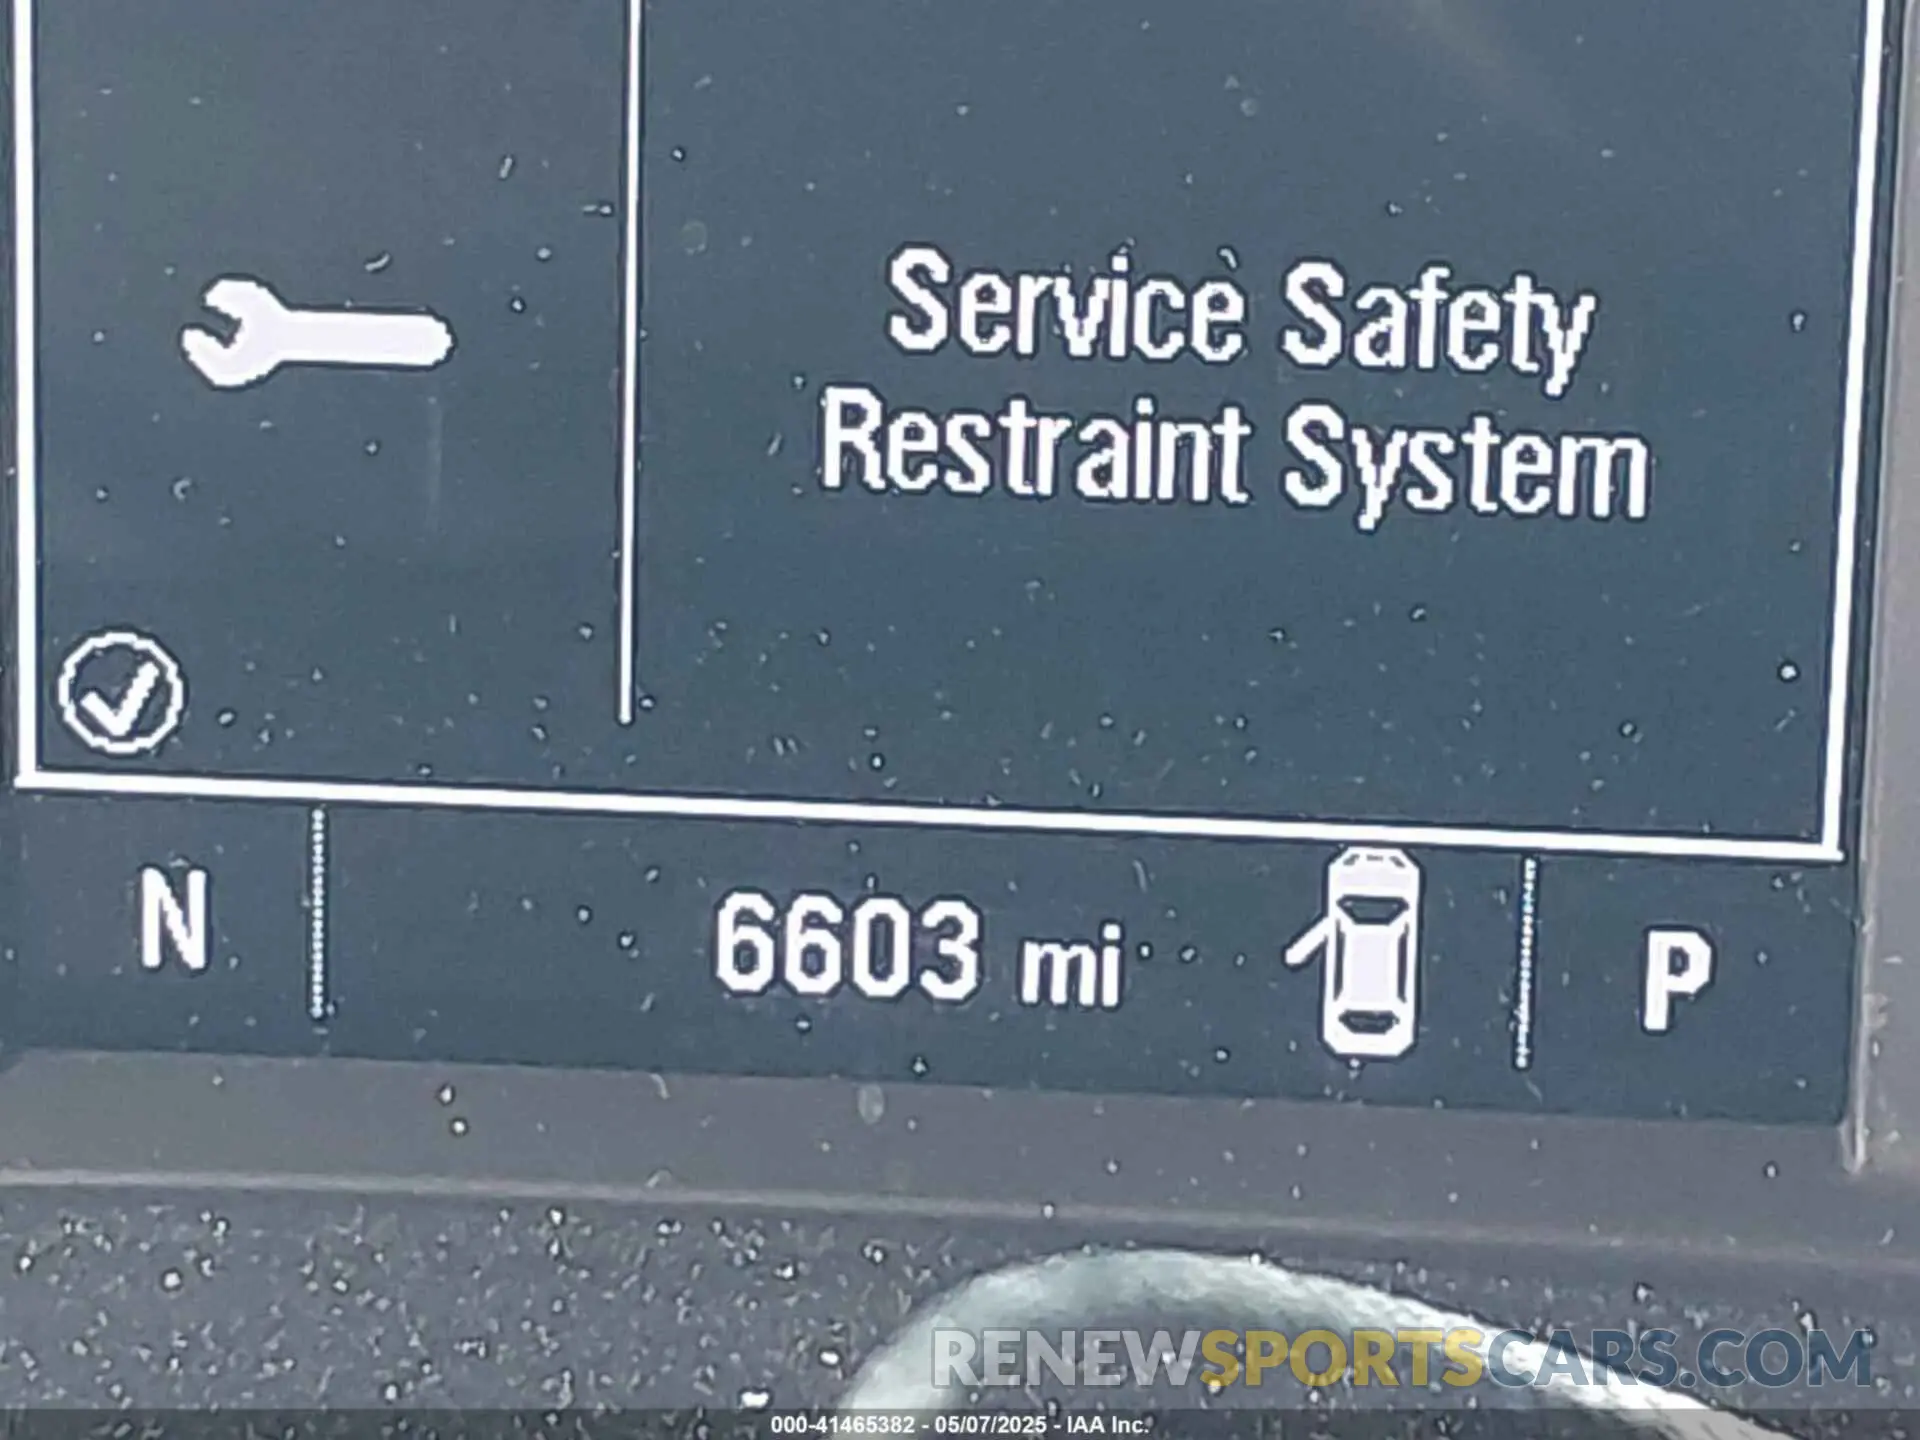 Service Safety
Restraint System
N
6603 mi
P
RENEWSPORTSCARS.COM
000-41465382 - 05/07/2025 - IAA Inc.